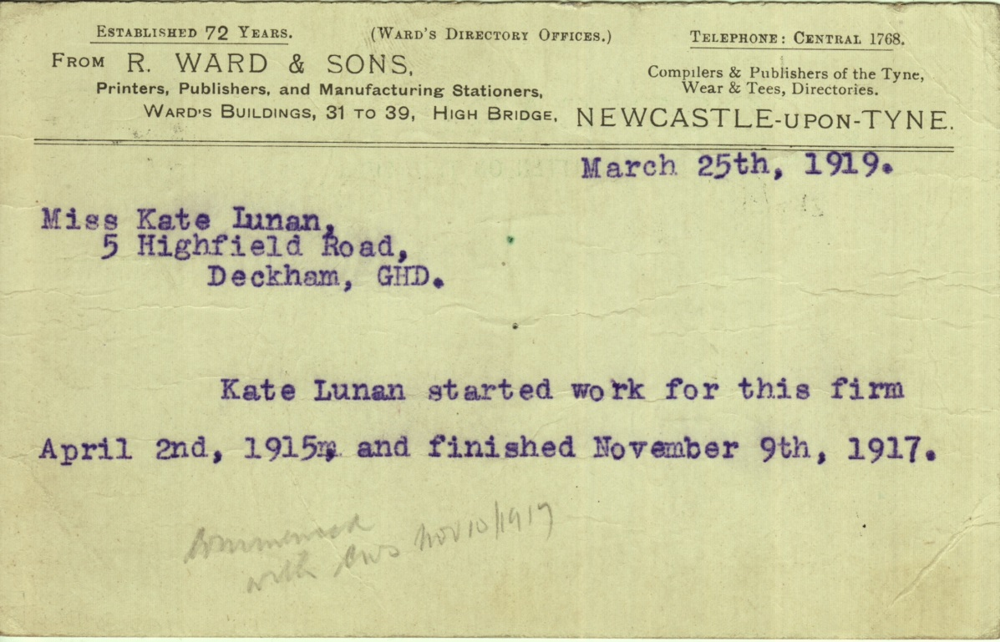 ESTABLISHED 72 YEARS. (WARD'S DIRECTORY OFFICES.) TELEPHONE: CENTRAL 1768.
FROM R. WARD & SONS,
Compilers & Publishers of the Tyne,
Printers, Publishers, and Manufacturing Stationers,
Wear & Tees, Directories.
WARD'S BUILDINGS, 31 TO 39, HIGH BRIDGE, NEWCASTLE-UPON-TYNE.
March 25th, 1919.
Miss Kate Lunan,
5 Highfield Road,
Deckham, GHD.
Kate Lunan started work for this firm
April 2nd, 1915, and finished November 9th, 1917.
Commenced
with CWS Nov 10/1917